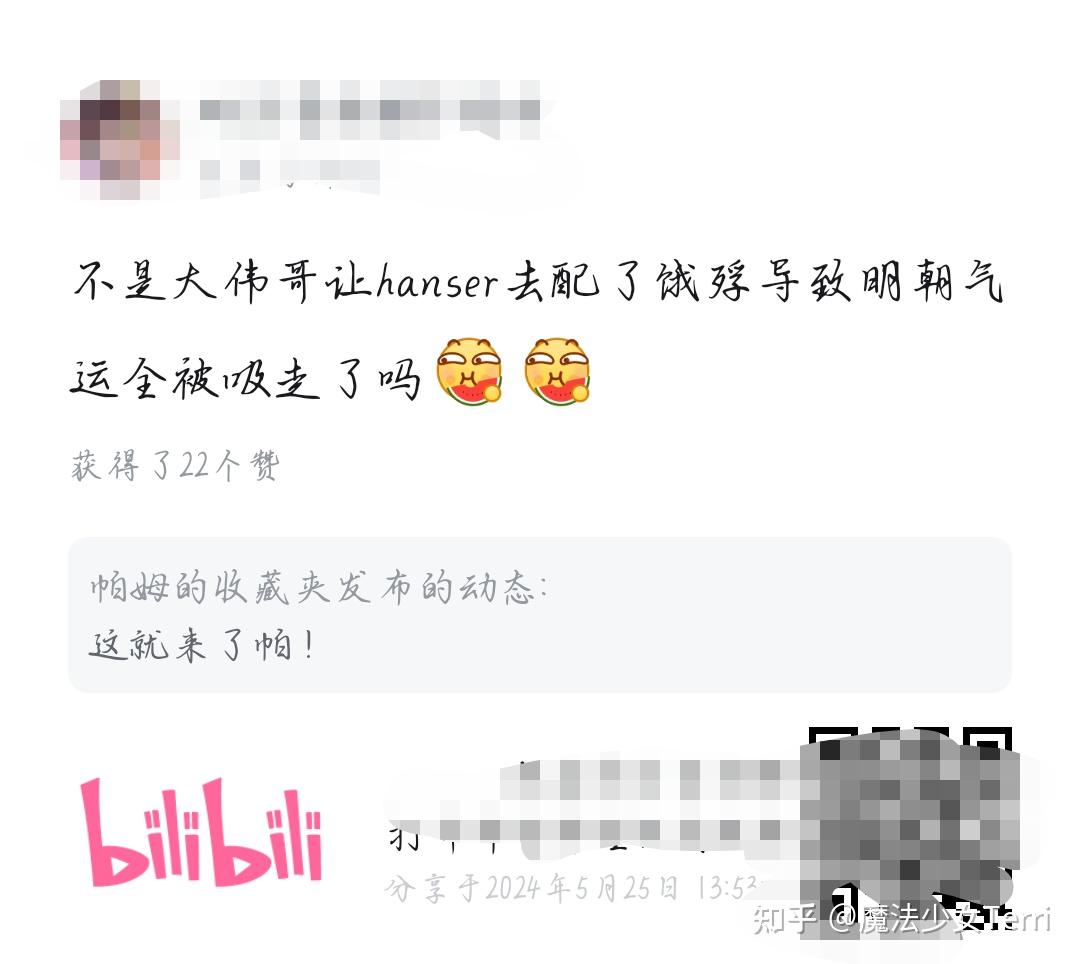 不是大伟哥让hanser去配了饿殍导致明朝气
运全被吸走了吗
获得了22个赞
帕姆的收藏夹发布的动态:
这就来了帕!
bilibili
分享于2024年5月25日 13:53
知乎 @魔法少女Terri